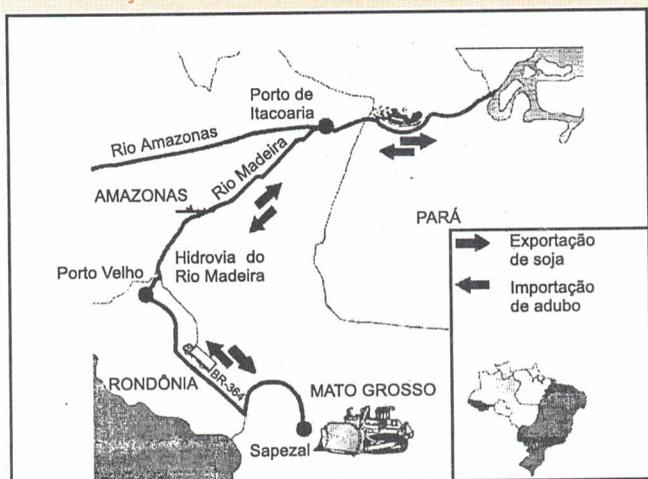 Porto de
Itacoaria
Rio Amazonas
Rio Madeira
AMAZONAS
PARÁ
Hidrovia do
Rio Madeira
Porto Velho
Exportação
de soja
Importação
de adubo
BR-364
RONDÔNIA
MATO GROSSO
Sapezal